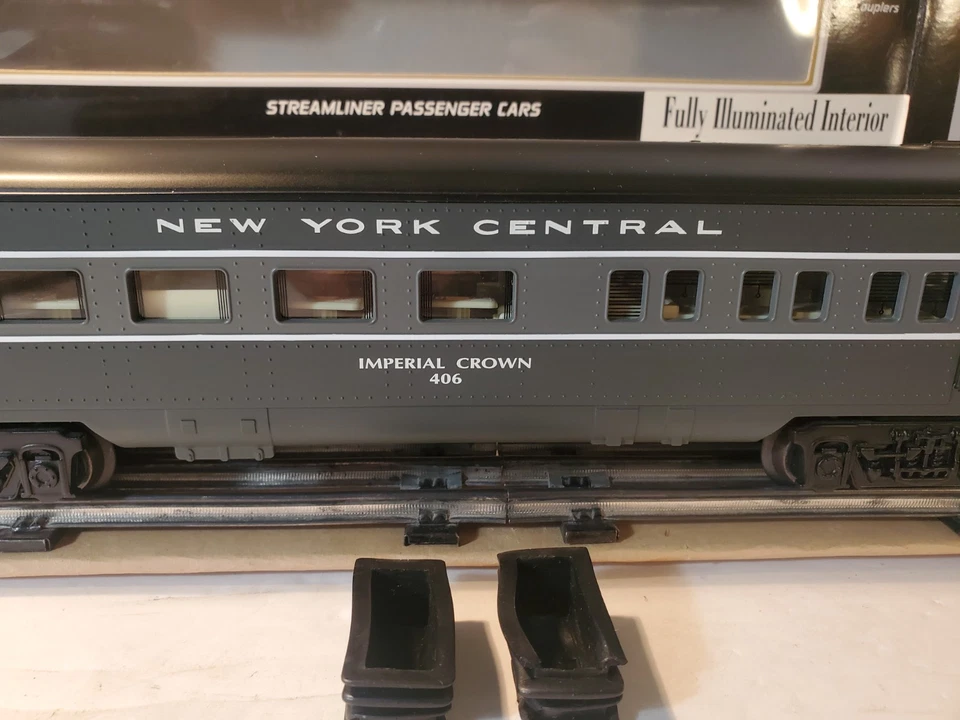 STREAMLINER PASSENGER CARS
Fully Illuminated Interior
NEW YORK CENTRAL
IMPERIAL CROWN
406